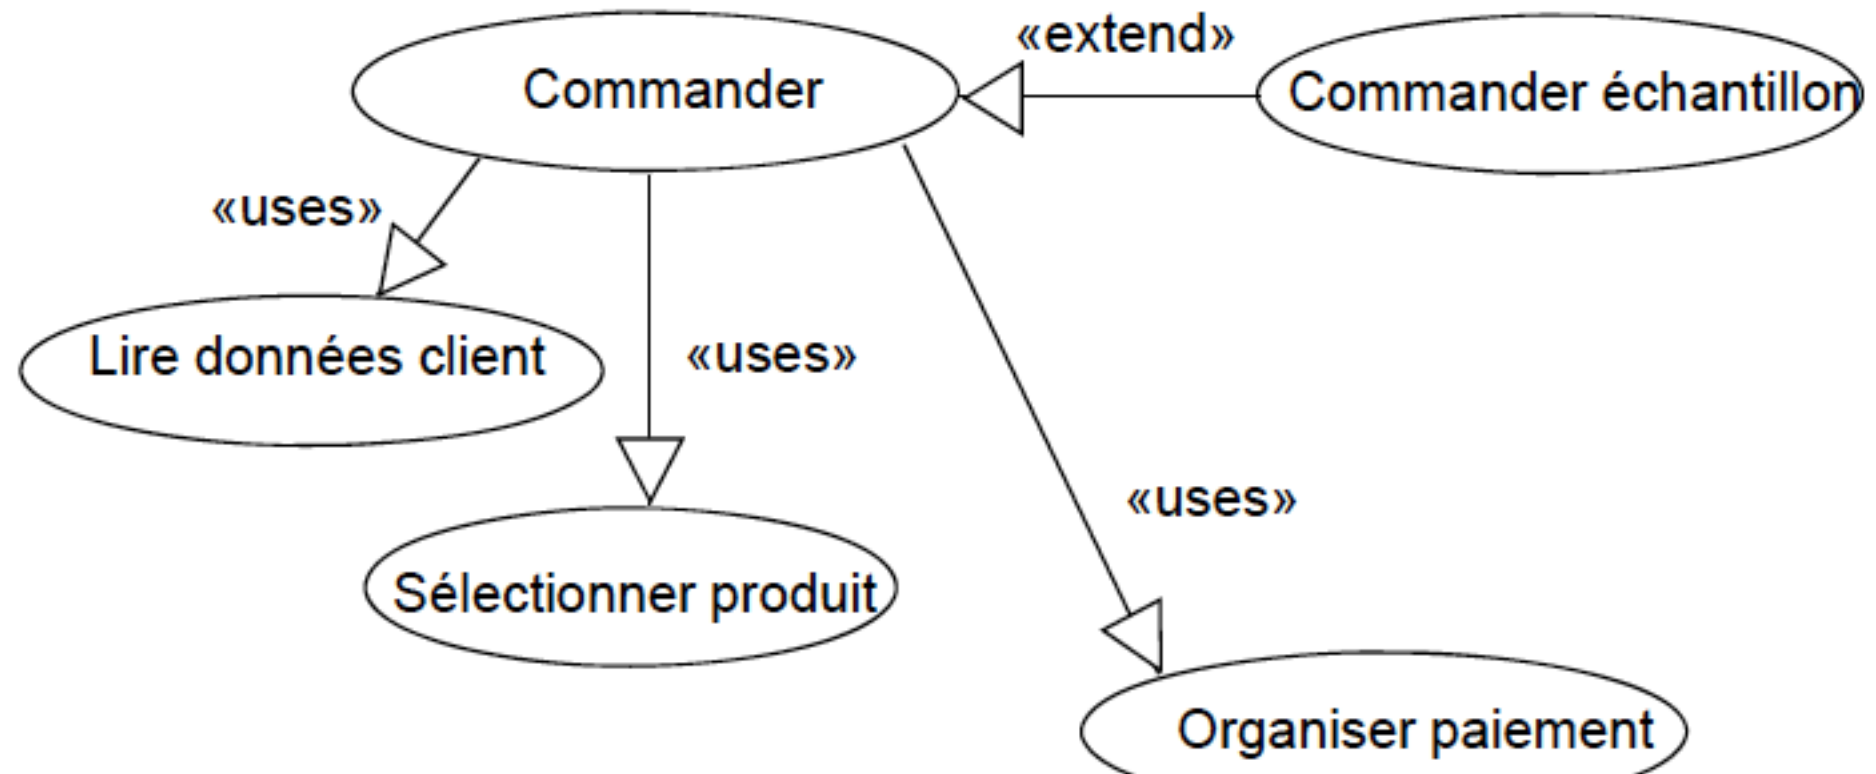 «extend»
Commander
Commander échantillon
«uses»
Lire données client
«uses»
«uses»
Sélectionner produit
Organiser paiement